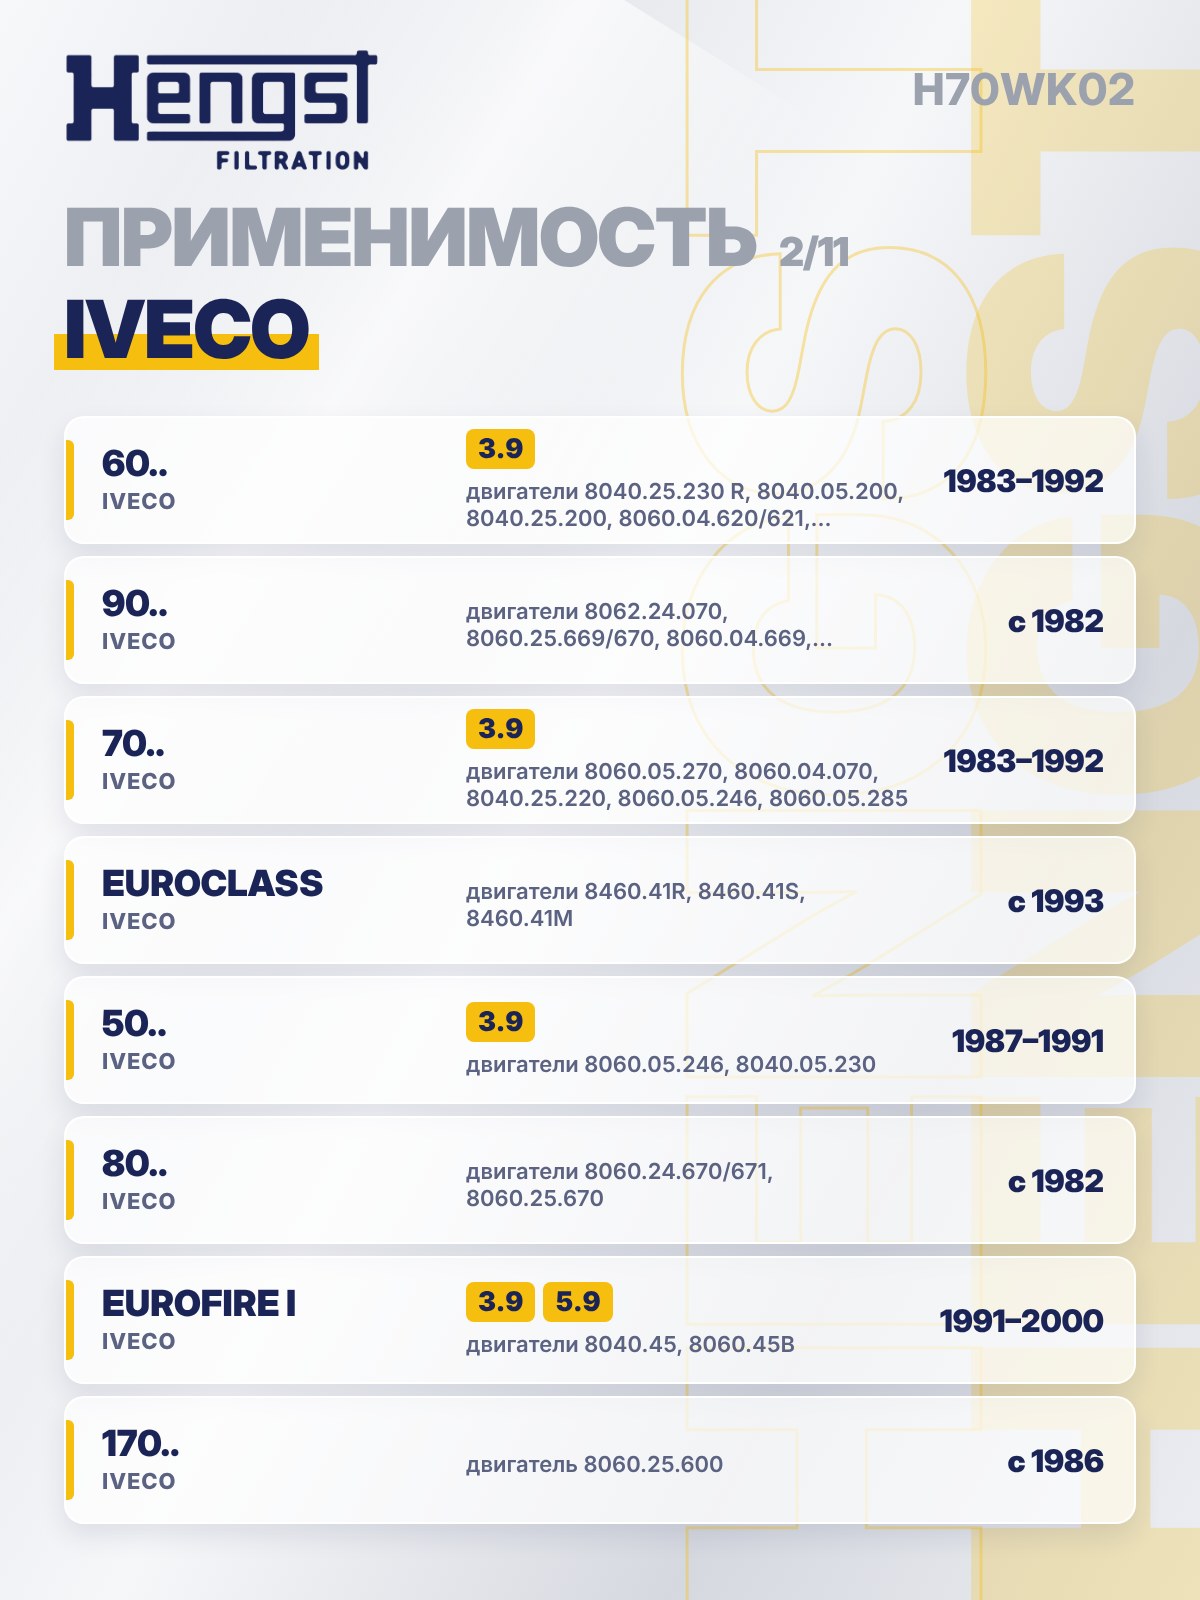 Hengst
FILTRATION
H70WK02
ПРИМЕНИМОСТЬ 2/11
IVECO
60..
IVECO
3.9
двигатели 8040.25.230 R, 8040.05.200,
8040.25.200, 8060.04.620/621,...
1983–1992
90..
IVECO
двигатели 8062.24.070,
8060.25.669/670, 8060.04.669,...
с 1982
70..
IVECO
3.9
двигатели 8060.05.270, 8060.04.070,
8040.25.220, 8060.05.246, 8060.05.285
1983–1992
EUROCLASS
IVECO
двигатели 8460.41R, 8460.41S,
8460.41M
с 1993
50..
IVECO
3.9
двигатели 8060.05.246, 8040.05.230
1987–1991
80..
IVECO
двигатели 8060.24.670/671,
8060.25.670
с 1982
EUROFIRE I
IVECO
3.9 5.9
двигатели 8040.45, 8060.45B
1991–2000
170..
IVECO
двигатель 8060.25.600
с 1986
HENGST
HENGST